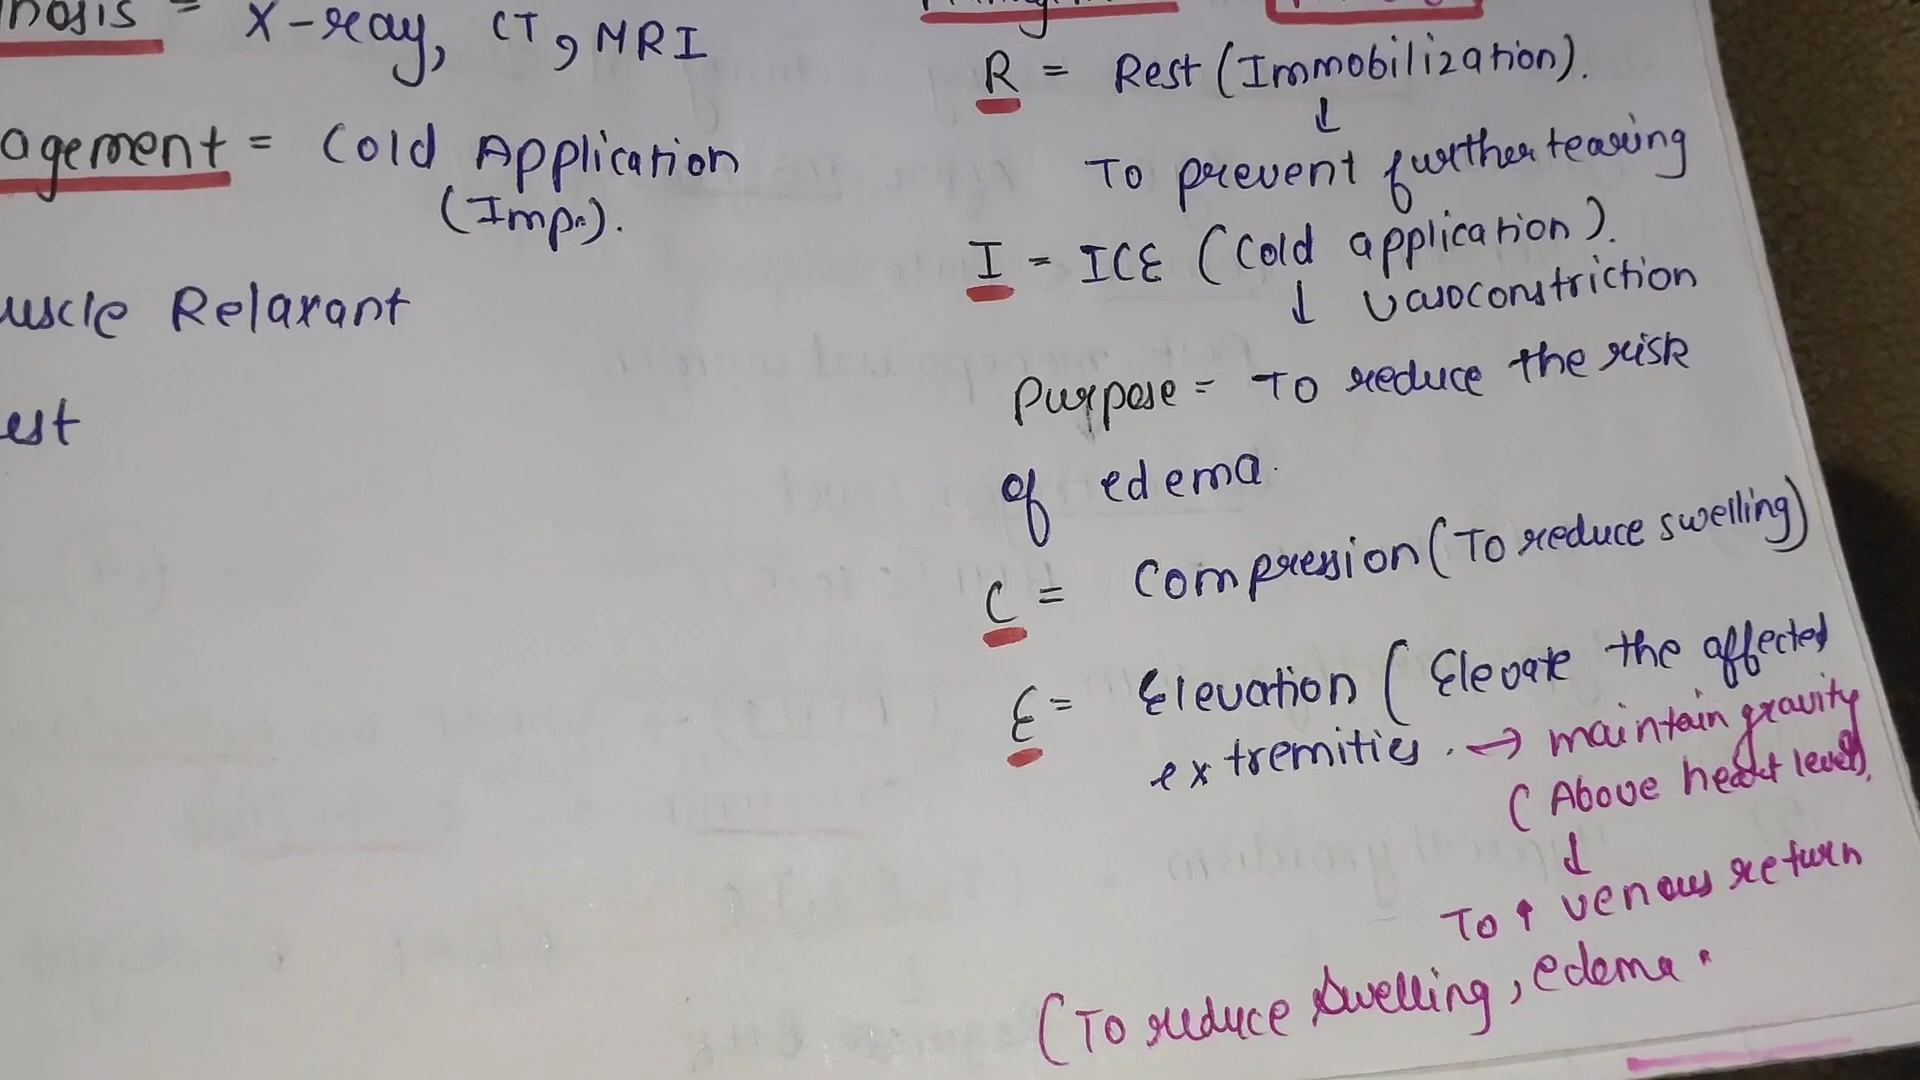 nosis = X-ray, CT, MRI
agement = Cold Application
(Imp.).
uscle Relaxant
est
R = Rest (Immobilization).
↓
To prevent further tearing
I = ICE (Cold application).
↓ vasoconstriction
Purpose = To reduce the risk
of edema.
C = Compression (To reduce swelling)
E = Elevation ( Elevate the affected
extremities. → maintain gravity
( Above heart level),
↓
To ↑ venous return
(To reduce swelling, edema.